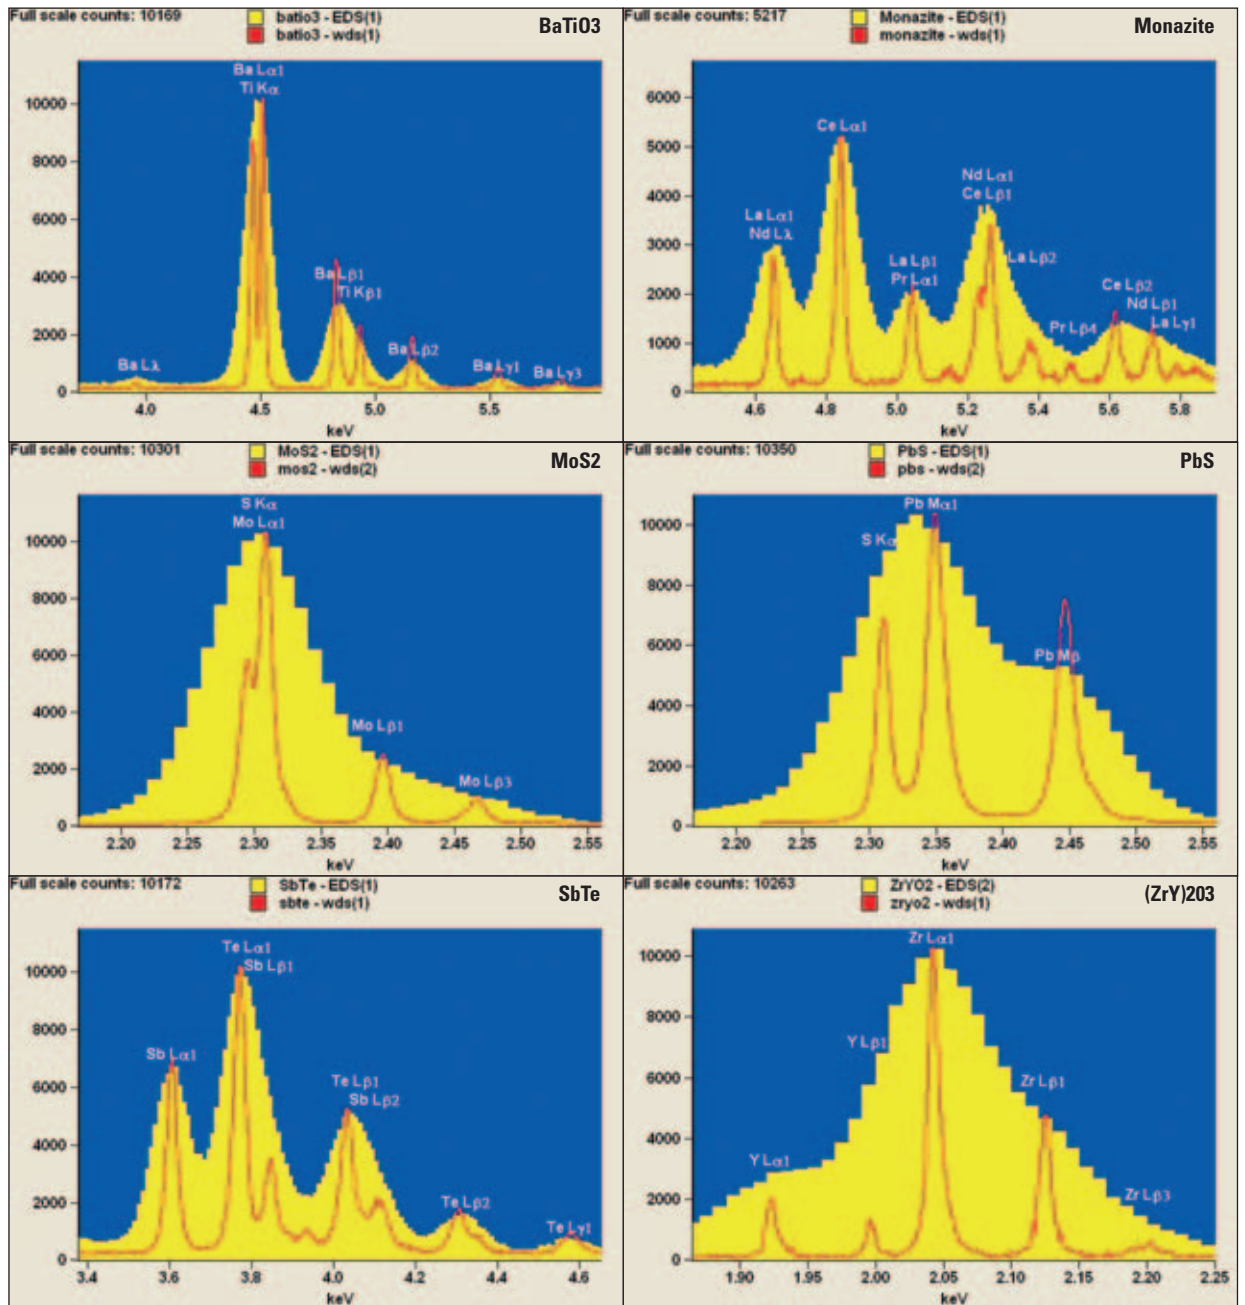 Full scale counts: 10169
batio3 - EDS(1)
batio3 - wds(1)
BaTiO3
Ba Lα1
Ti Kα
10000
8000
6000
4000
2000
0
Ba Lλ
Ba Lβ1
Ti Kβ1
Ba Lβ2
Ba Lγ1
Ba Lγ3
4.0 4.5 5.0 5.5
keV
Full scale counts: 5217
Monazite - EDS(1)
monazite - wds(1)
Monazite
6000
5000
4000
3000
2000
1000
0
Ce Lα1
La Lα1
Nd Lλ
La Lβ1
Pr Lα1
Nd Lα1
Ce Lβ1
La Lβ2
Pr Lβ4
Ce Lβ2
Nd Lβ1
La Lγ1
4.6 4.8 5.0 5.2 5.4 5.6 5.8
keV
Full scale counts: 10301
MoS2 - EDS(1)
mos2 - wds(2)
MoS2
S Kα
Mo Lα1
10000
8000
6000
4000
2000
0
Mo Lβ1
Mo Lβ3
2.20 2.25 2.30 2.35 2.40 2.45 2.50 2.55
keV
Full scale counts: 10350
PbS - EDS(1)
pbs - wds(2)
PbS
Pb Mα1
S Kα
Pb Mβ
10000
8000
6000
4000
2000
0
2.20 2.25 2.30 2.35 2.40 2.45 2.50 2.55
keV
Full scale counts: 10172
SbTe - EDS(1)
sbte - wds(1)
SbTe
Te Lα1
Sb Lβ1
10000
8000
6000
4000
2000
0
Sb Lα1
Te Lβ1
Sb Lβ2
Te Lβ2
Te Lγ1
3.4 3.6 3.8 4.0 4.2 4.4 4.6
keV
Full scale counts: 10263
ZrYO2 - EDS(2)
zryo2 - wds(1)
(ZrY)203
Zr Lα1
10000
8000
6000
4000
2000
0
Y Lβ1
Zr Lβ1
Y Lα1
Zr Lβ3
1.90 1.95 2.00 2.05 2.10 2.15 2.20 2.25
keV